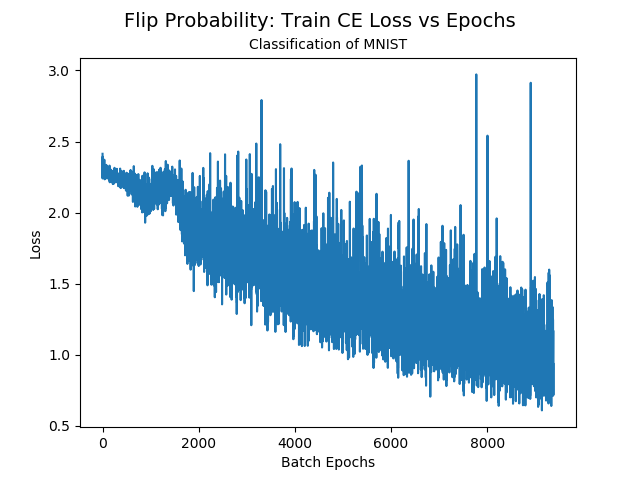 Flip Probability: Train CE Loss vs Epochs
Classification of MNIST
3.0
2.5
2.0
1.5
1.0
0.5
Loss
0 2000 4000 6000 8000
Batch Epochs